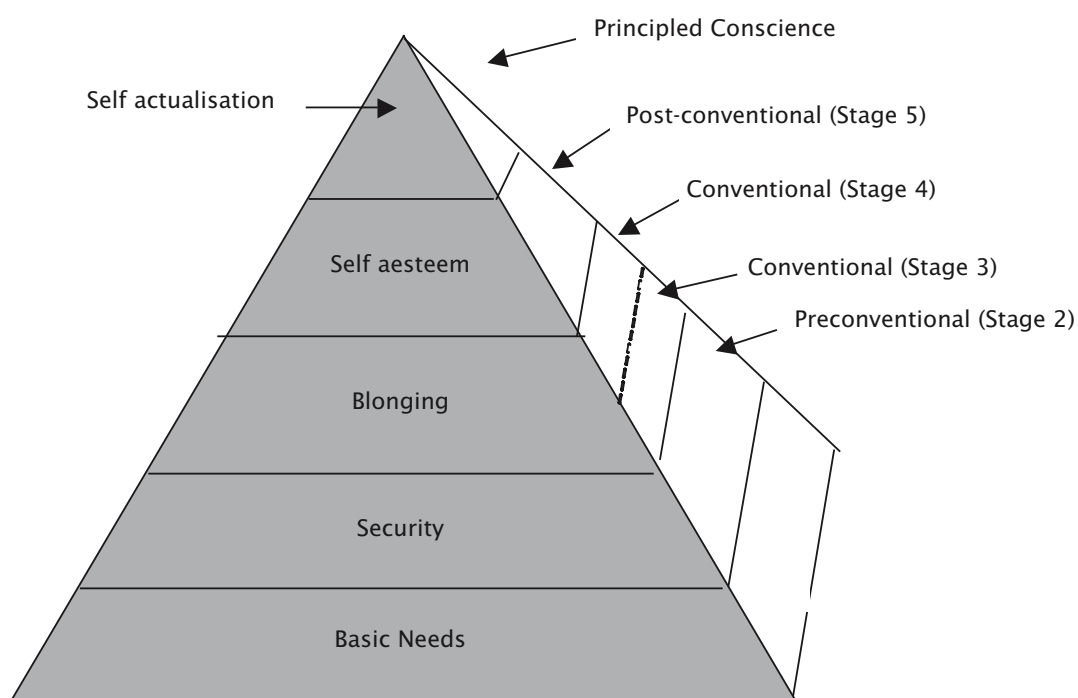 Principled Conscience
Self actualisation
Post-conventional (Stage 5)
Conventional (Stage 4)
Self aesteem
Conventional (Stage 3)
Preconventional (Stage 2)
Blonging
Security
Basic Needs